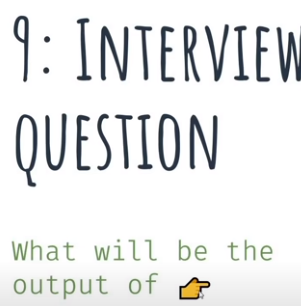 9: INTERVIEW
QUESTION
What will be the
output of 👉